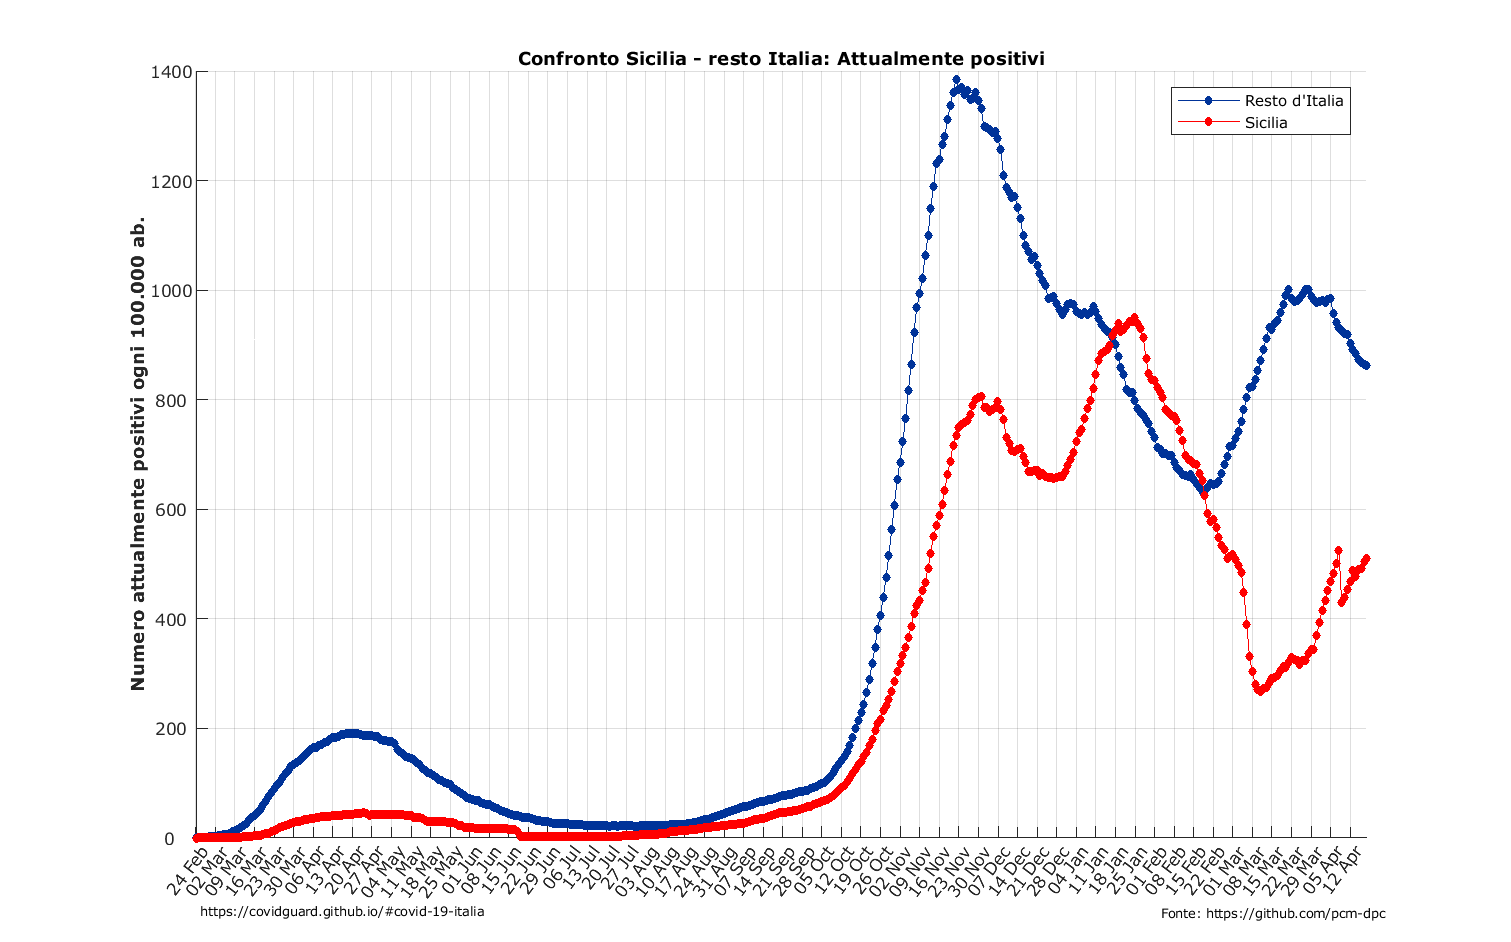 Confronto Sicilia - resto Italia: Attualmente positivi
Numero attualmente positivi ogni 100.000 ab.
1400
1200
1000
800
600
400
200
0
Resto d'Italia
Sicilia
24 Feb
02 Mar
09 Mar
16 Mar
23 Mar
30 Mar
06 Apr
13 Apr
20 Apr
27 Apr
04 May
11 May
18 May
25 May
01 Jun
08 Jun
15 Jun
22 Jun
29 Jun
06 Jul
13 Jul
20 Jul
27 Jul
03 Aug
10 Aug
17 Aug
24 Aug
31 Aug
07 Sep
14 Sep
21 Sep
28 Sep
05 Oct
12 Oct
19 Oct
26 Oct
02 Nov
09 Nov
16 Nov
23 Nov
30 Nov
07 Dec
14 Dec
21 Dec
28 Dec
04 Jan
11 Jan
18 Jan
25 Jan
01 Feb
08 Feb
15 Feb
22 Feb
01 Mar
08 Mar
15 Mar
22 Mar
29 Mar
05 Apr
12 Apr
https://covidguard.github.io/#covid-19-italia
Fonte: https://github.com/pcm-dpc